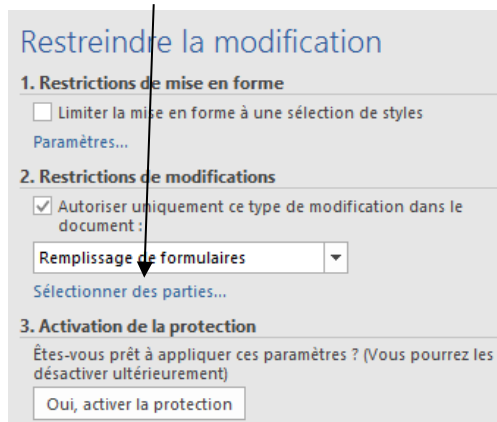 Restreindre la modification
1. Restrictions de mise en forme
Limiter la mise en forme à une sélection de styles
Paramètres...
2. Restrictions de modifications
Autoriser uniquement ce type de modification dans le
document :
Remplissage de formulaires
Sélectionner des parties...
3. Activation de la protection
Êtes-vous prêt à appliquer ces paramètres ? (Vous pourrez les
désactiver ultérieurement)
Oui, activer la protection